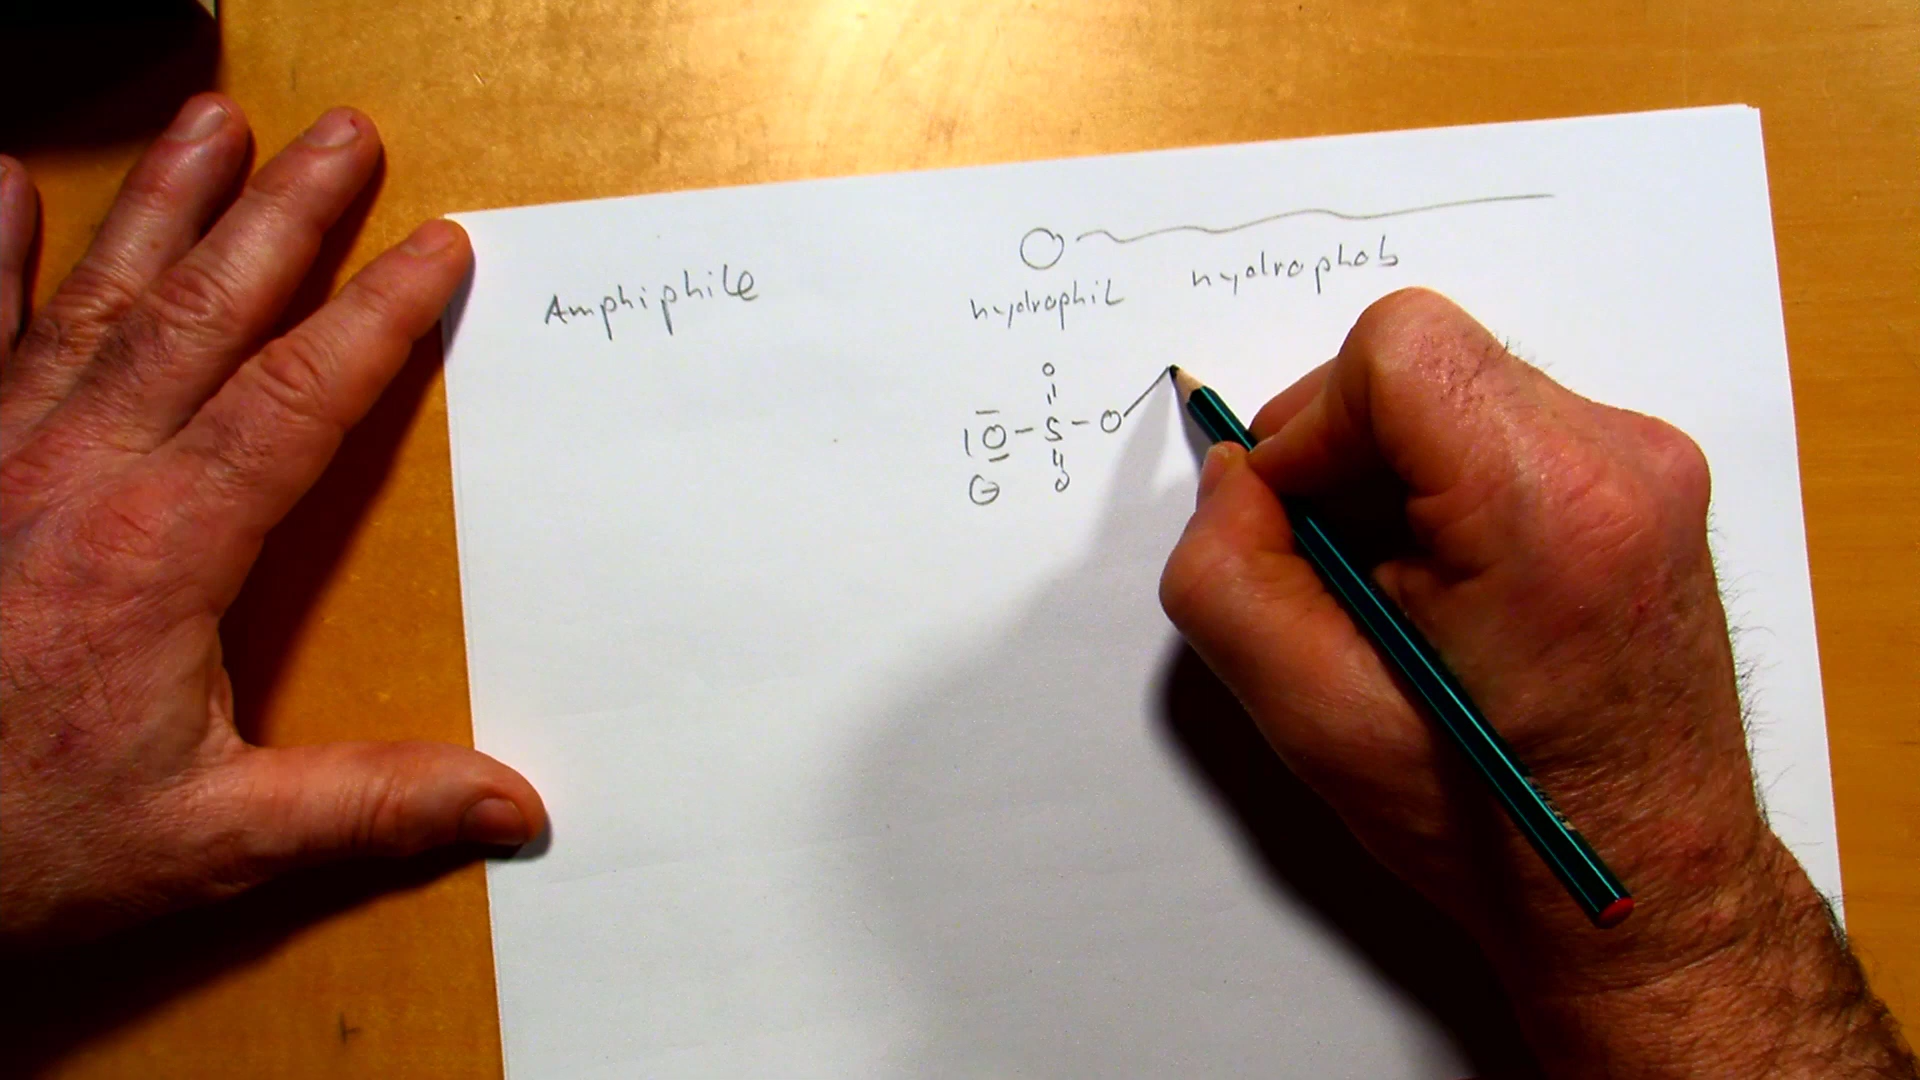 Amphiphile
hydrophil hydrophob
O
|O-S-O
⊖ O